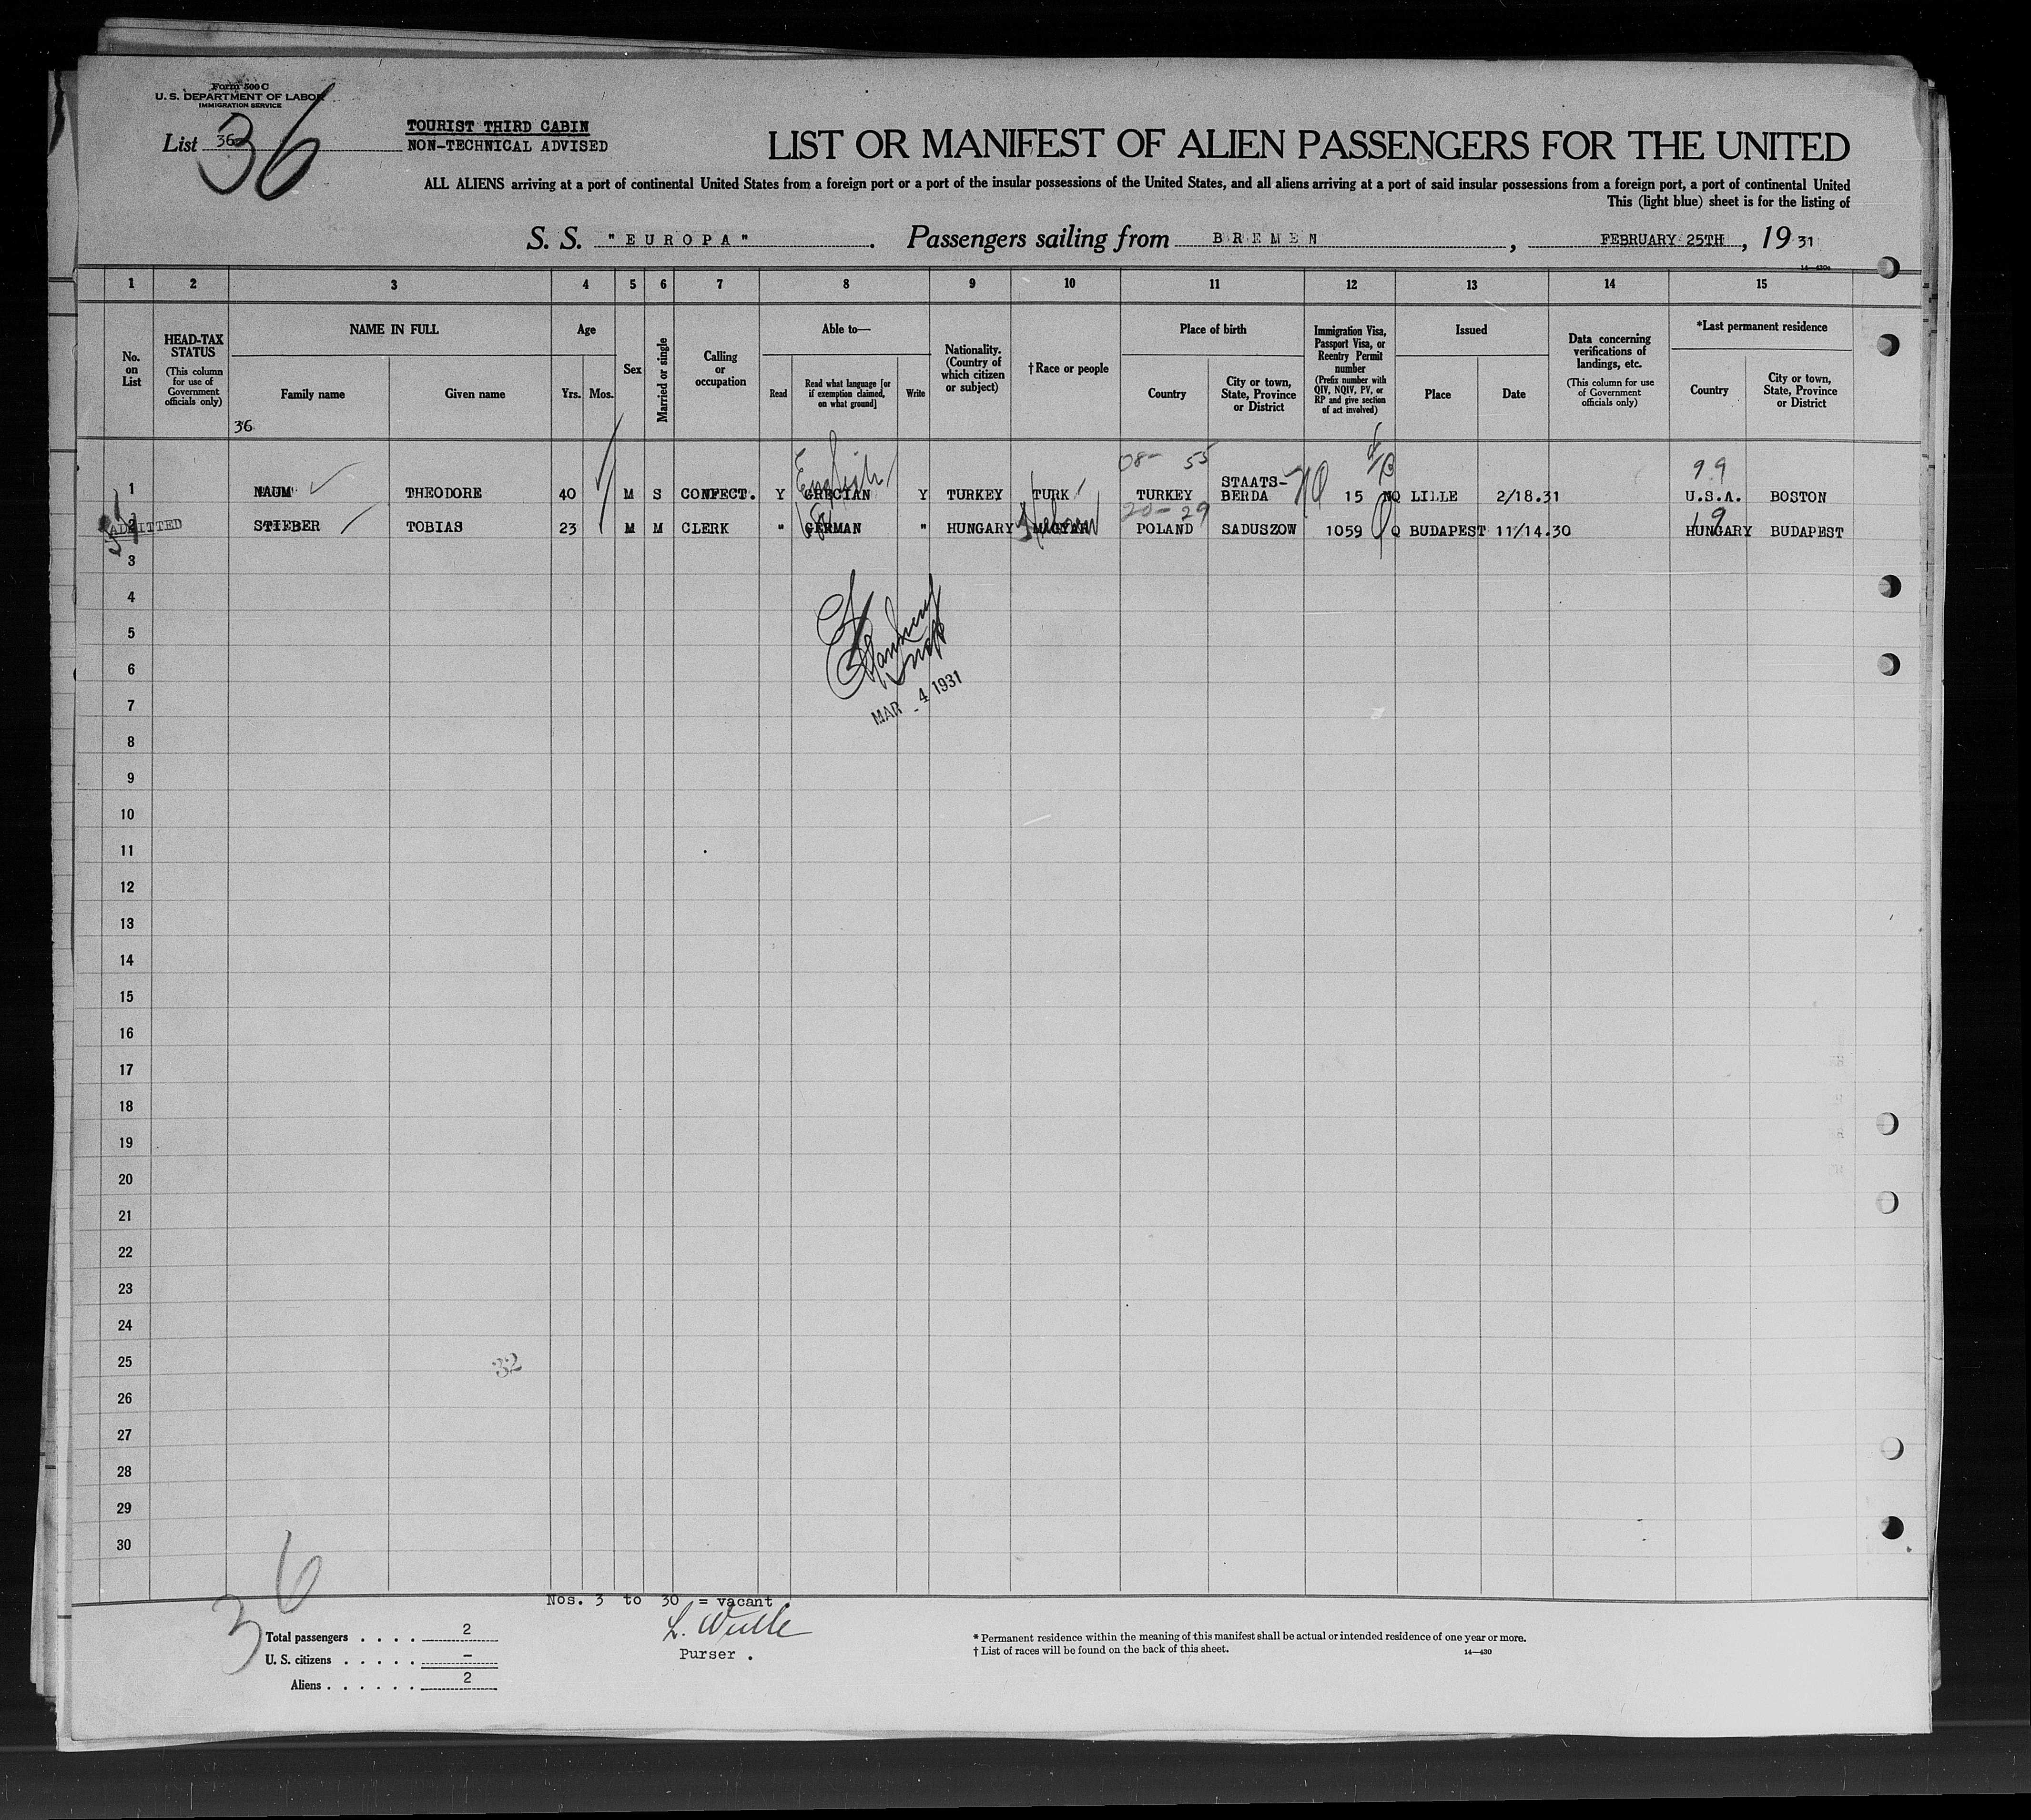 Form 500 C
U. S. DEPARTMENT OF LABOR
IMMIGRATION SERVICE
List 36
36
TOURIST THIRD CABIN
NON-TECHNICAL ADVISED
LIST OR MANIFEST OF ALIEN PASSENGERS FOR THE UNITED
ALL ALIENS arriving at a port of continental United States from a foreign port or a port of the insular possessions of the United States, and all aliens arriving at a port of said insular possessions from a foreign port, a port of continental United
This (light blue) sheet is for the listing of
S. S. "EUROPA". Passengers sailing from BREMEN, FEBRUARY 25TH, 19 31
14—430a
1 2 3 4 5 6 7 8 9 10 11 12 13 14 15
No. on List
HEAD-TAX STATUS
(This column for use of Government officials only)
NAME IN FULL
Family name
Given name
36
Age
Yrs.
Mos.
Sex
Married or single
Calling or occupation
Able to—
Read
Read what language [or if exemption claimed, on what ground]
Write
Nationality. (Country of which citizen or subject)
†Race or people
Place of birth
Country
City or town, State, Province or District
Immigration Visa, Passport Visa, or Reentry Permit number
(Prefix number with QIV, NQIV, PV, or RP and give section of act involved)
Issued
Place
Date
Data concerning verifications of landings, etc.
(This column for use of Government officials only)
*Last permanent residence
Country
City or town, State, Province or District
English
08- 55
99
1 NAUM THEODORE 40 M S CONFECT. Y GRECIAN Y TURKEY TURK TURKEY STAATS-BERDA 15 NQ LILLE 2/18.31 U.S.A. BOSTON
20-29
19
ADMITTED
2 STIEBER TOBIAS 23 M M CLERK " GERMAN " HUNGARY MAGYAR POLAND SADUSZOW 1059 Q BUDAPEST 11/14.30 HUNGARY BUDAPEST
Hebrew
3
4
5
6
7
MAR - 4 1931
8
9
10
11
12
13
14
15
16
17
18
19
20
21
22
23
24
25
32
26
27
28
29
30
36
Nos. 3 to 30 = vacant.
Total passengers . . . . 2
U. S. citizens . . . . . –
Aliens . . . . . . 2
Purser .
* Permanent residence within the meaning of this manifest shall be actual or intended residence of one year or more.
† List of races will be found on the back of this sheet.
14—430